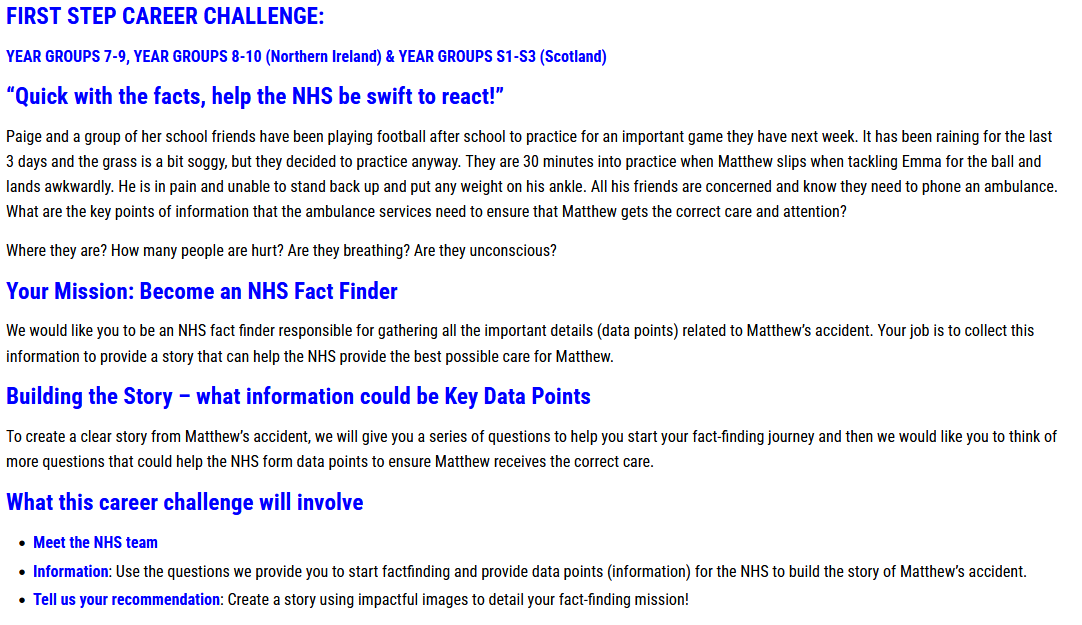 FIRST STEP CAREER CHALLENGE:
YEAR GROUPS 7-9, YEAR GROUPS 8-10 (Northern Ireland) & YEAR GROUPS S1-S3 (Scotland)
“Quick with the facts, help the NHS be swift to react!”
Paige and a group of her school friends have been playing football after school to practice for an important game they have next week. It has been raining for the last
3 days and the grass is a bit soggy, but they decided to practice anyway. They are 30 minutes into practice when Matthew slips when tackling Emma for the ball and
lands awkwardly. He is in pain and unable to stand back up and put any weight on his ankle. All his friends are concerned and know they need to phone an ambulance.
What are the key points of information that the ambulance services need to ensure that Matthew gets the correct care and attention?
Where they are? How many people are hurt? Are they breathing? Are they unconscious?
Your Mission: Become an NHS Fact Finder
We would like you to be an NHS fact finder responsible for gathering all the important details (data points) related to Matthew’s accident. Your job is to collect this
information to provide a story that can help the NHS provide the best possible care for Matthew.
Building the Story – what information could be Key Data Points
To create a clear story from Matthew’s accident, we will give you a series of questions to help you start your fact-finding journey and then we would like you to think of
more questions that could help the NHS form data points to ensure Matthew receives the correct care.
What this career challenge will involve
• Meet the NHS team
• Information: Use the questions we provide you to start factfinding and provide data points (information) for the NHS to build the story of Matthew’s accident.
• Tell us your recommendation: Create a story using impactful images to detail your fact-finding mission!